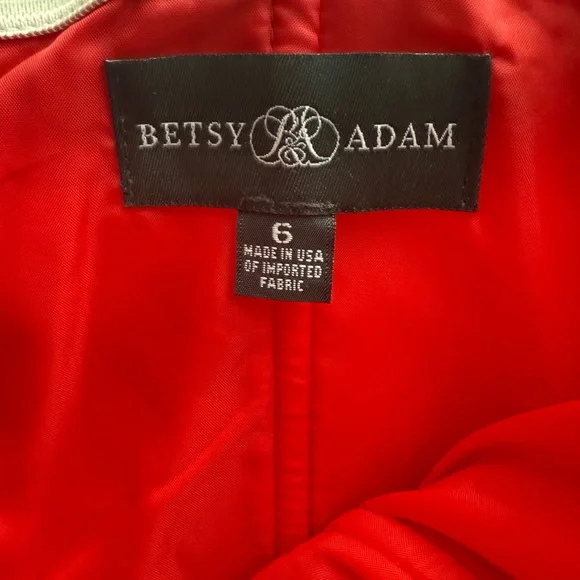 BETSY B&A ADAM
6
MADE IN USA
OF IMPORTED
FABRIC